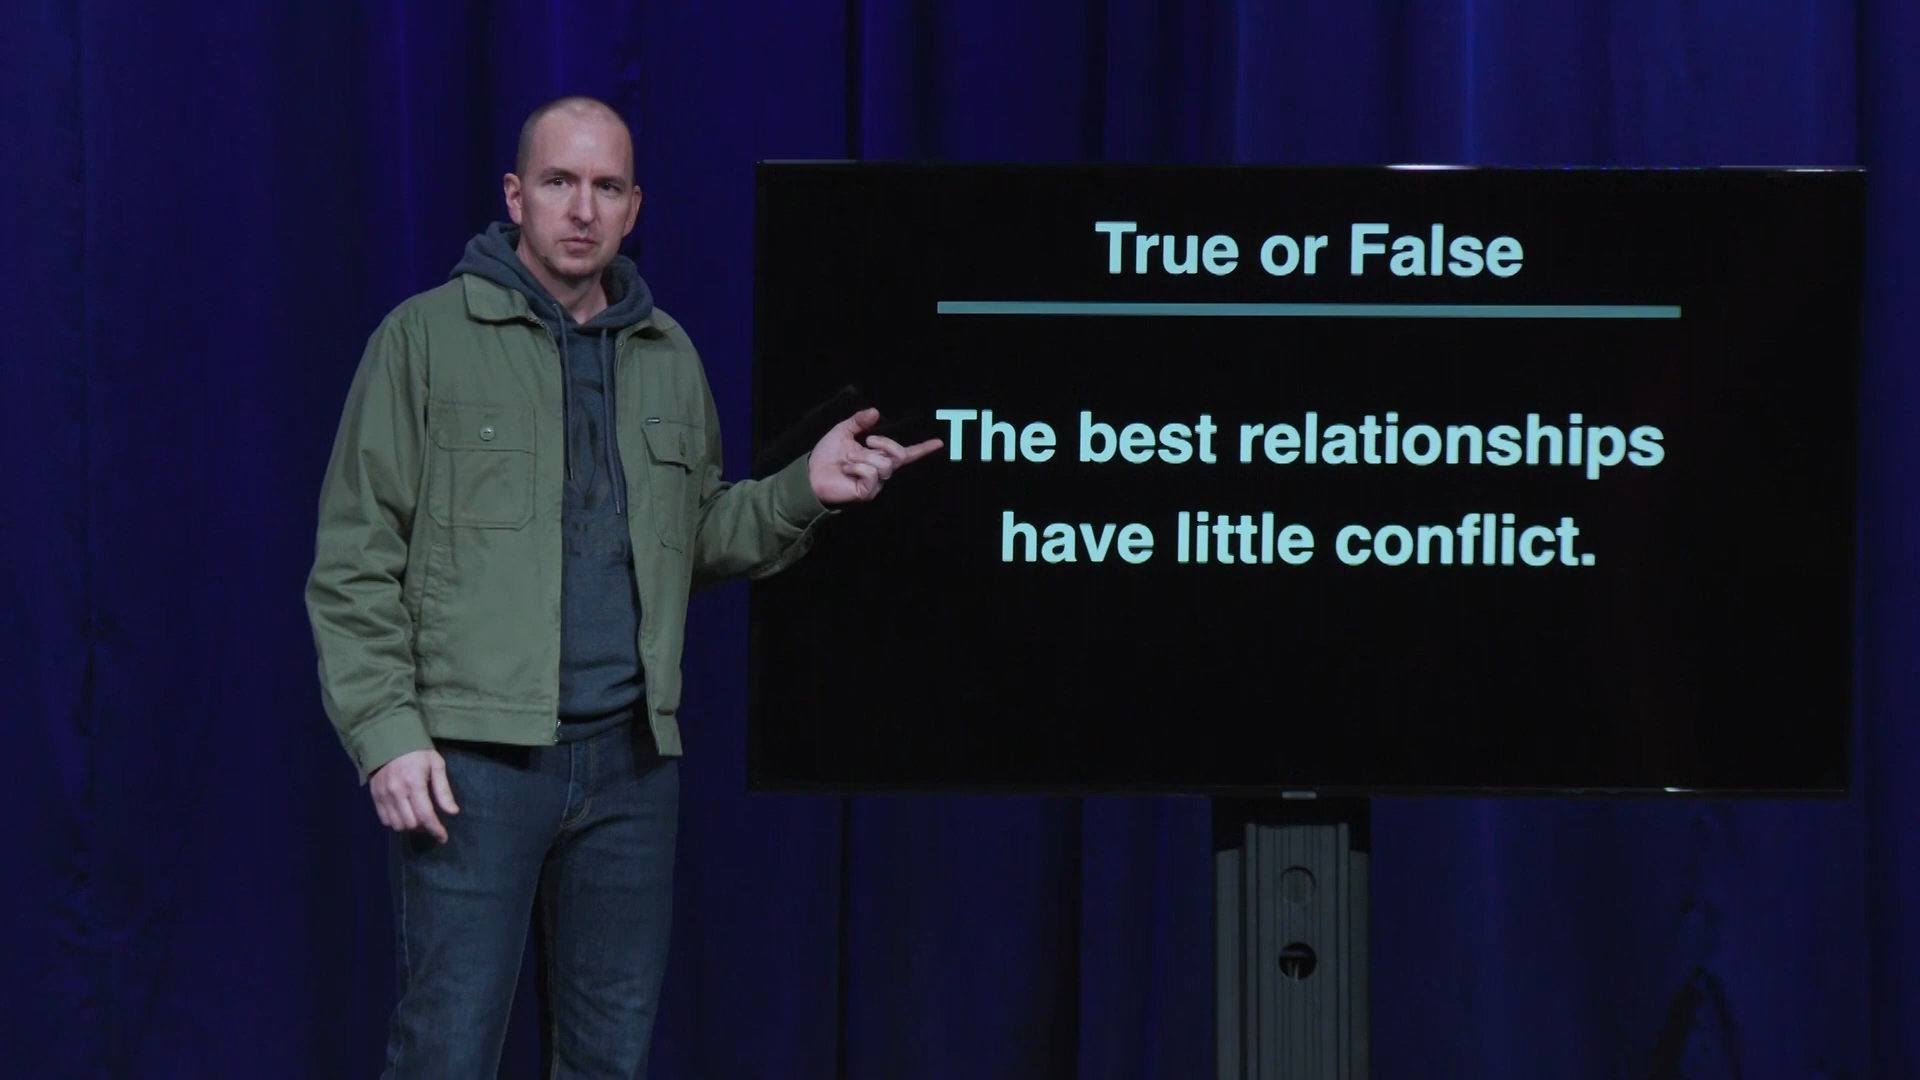 True or False
The best relationships
have little conflict.